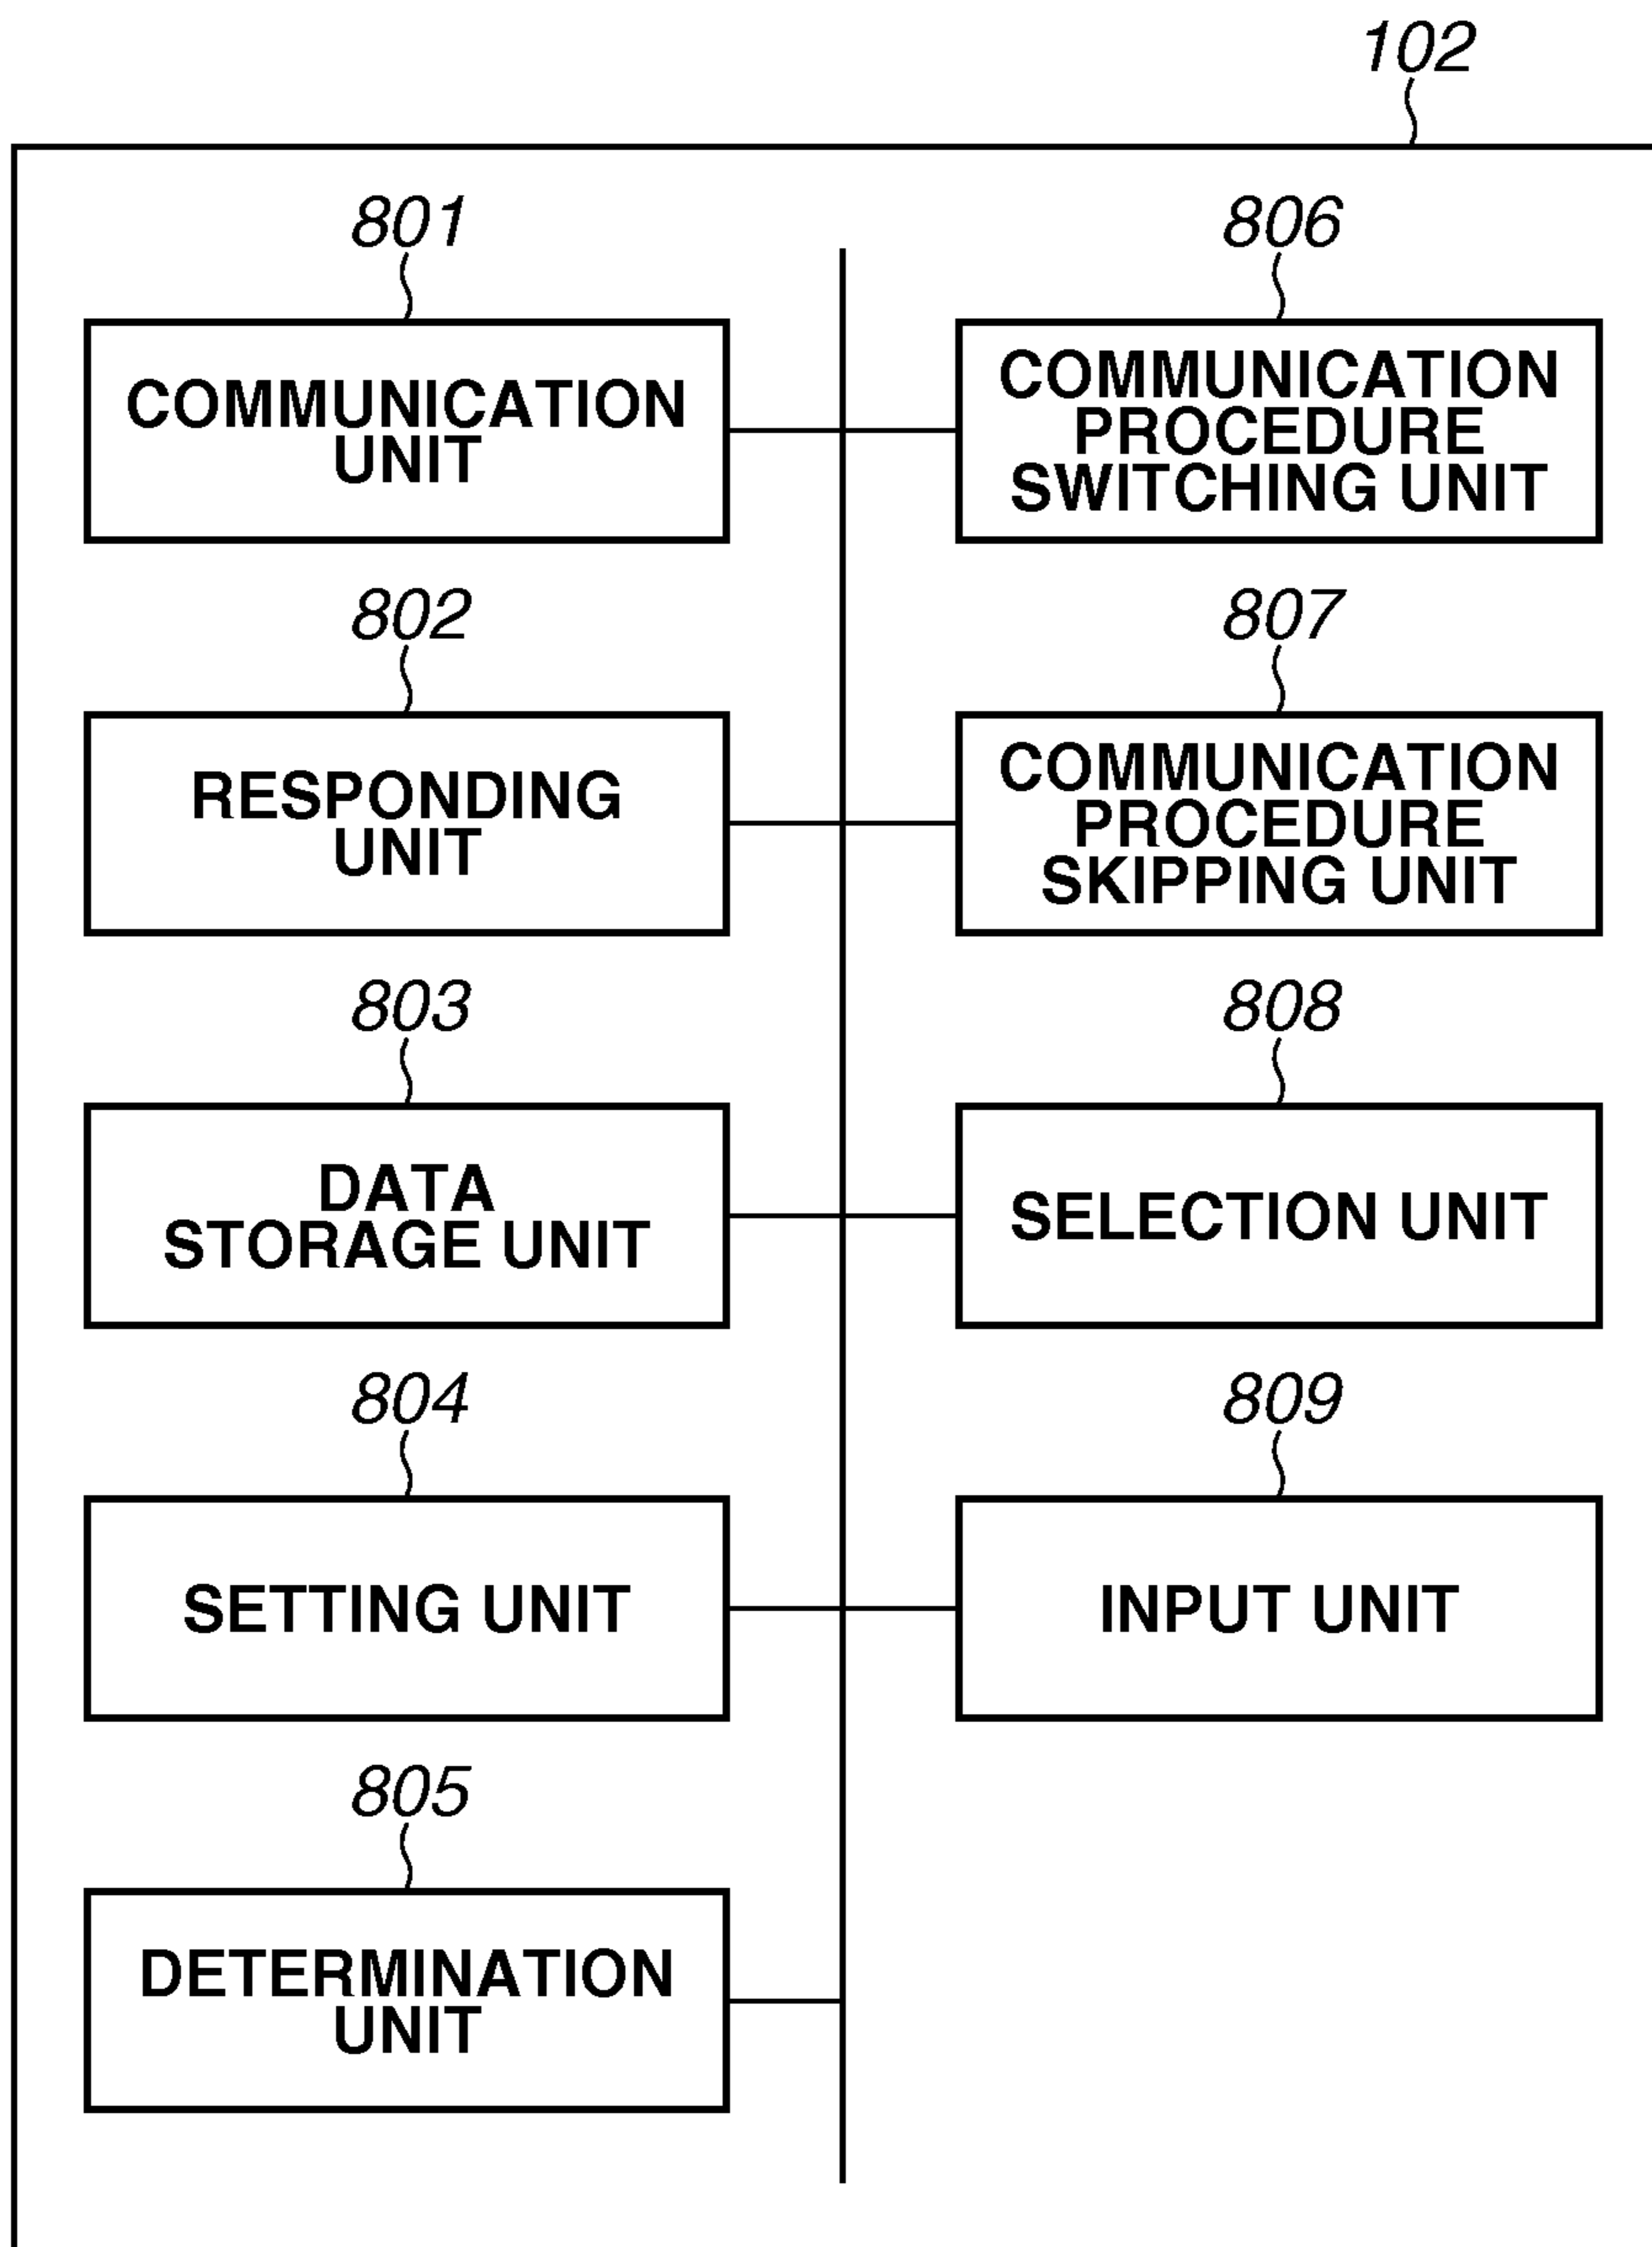 102
801
COMMUNICATION
UNIT
806
COMMUNICATION
PROCEDURE
SWITCHING UNIT
802
RESPONDING
UNIT
807
COMMUNICATION
PROCEDURE
SKIPPING UNIT
803
DATA
STORAGE UNIT
808
SELECTION UNIT
804
SETTING UNIT
809
INPUT UNIT
805
DETERMINATION
UNIT